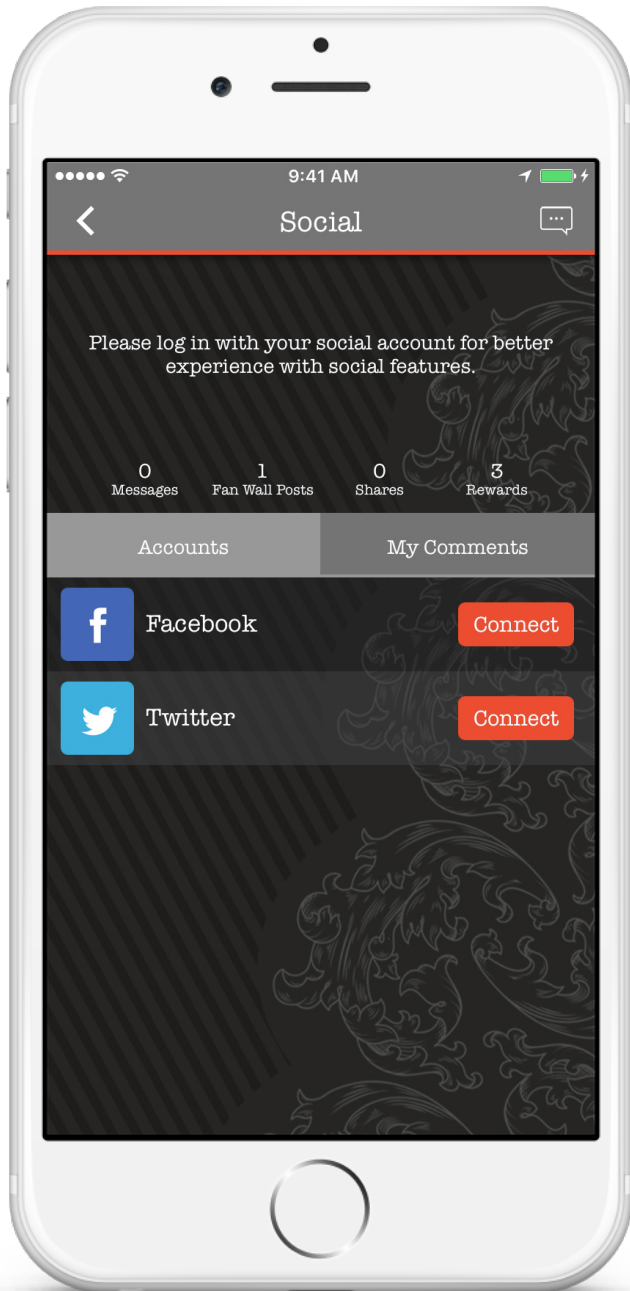 9:41 AM
Social
Please log in with your social account for better
experience with social features.
0 1 0 3
Messages Fan Wall Posts Shares Rewards
Accounts My Comments
f Facebook Connect
Twitter Connect